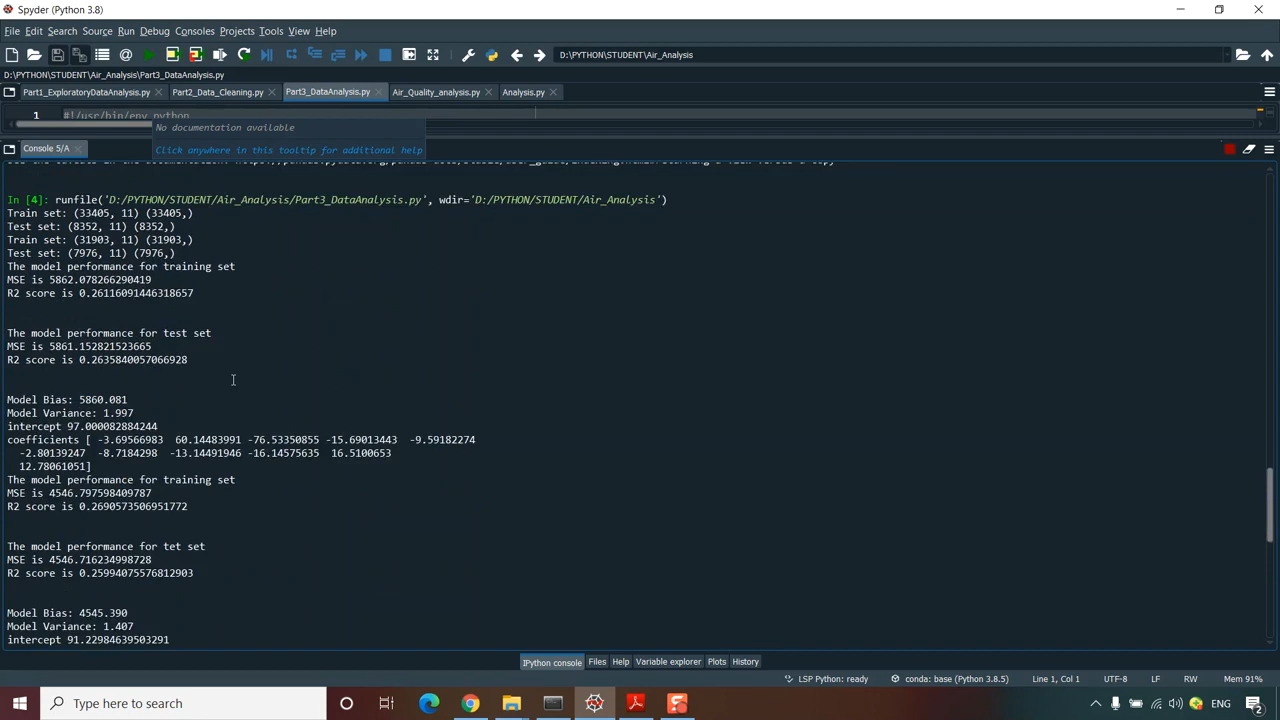 Spyder (Python 3.8)
File Edit Search Source Run Debug Consoles Projects Tools View Help
D:\PYTHON\STUDENT\Air_Analysis
D:\PYTHON\STUDENT\Air_Analysis\Part3_DataAnalysis.py
Part1_ExploratoryDataAnalysis.py Part2_Data_Cleaning.py Part3_DataAnalysis.py Air_Quality_analysis.py Analysis.py
1 #!/usr/bin/env python
No documentation available
Click anywhere in this tooltip for additional help
Console 5/A
In [4]: runfile('D:/PYTHON/STUDENT/Air_Analysis/Part3_DataAnalysis.py', wdir='D:/PYTHON/STUDENT/Air_Analysis')
Train set: (33405, 11) (33405,)
Test set: (8352, 11) (8352,)
Train set: (31903, 11) (31903,)
Test set: (7976, 11) (7976,)
The model performance for training set
MSE is 5862.078266290419
R2 score is 0.26116091446318657
The model performance for test set
MSE is 5861.152821523665
R2 score is 0.2635840057066928
Model Bias: 5860.081
Model Variance: 1.997
intercept 97.000082884244
coefficients [ -3.69566983 60.14483991 -76.53350855 -15.69013443 -9.59182274
-2.80139247 -8.7184298 -13.14491946 -16.14575635 16.5100653
12.78061051]
The model performance for training set
MSE is 4546.797598409787
R2 score is 0.2690573506951772
The model performance for tet set
MSE is 4546.716234998728
R2 score is 0.25994075576812903
Model Bias: 4545.390
Model Variance: 1.407
intercept 91.22984639503291
IPython console Files Help Variable explorer Plots History
LSP Python: ready conda: base (Python 3.8.5) Line 1, Col 1 UTF-8 LF RW Mem 91%
Type here to search ENG 2